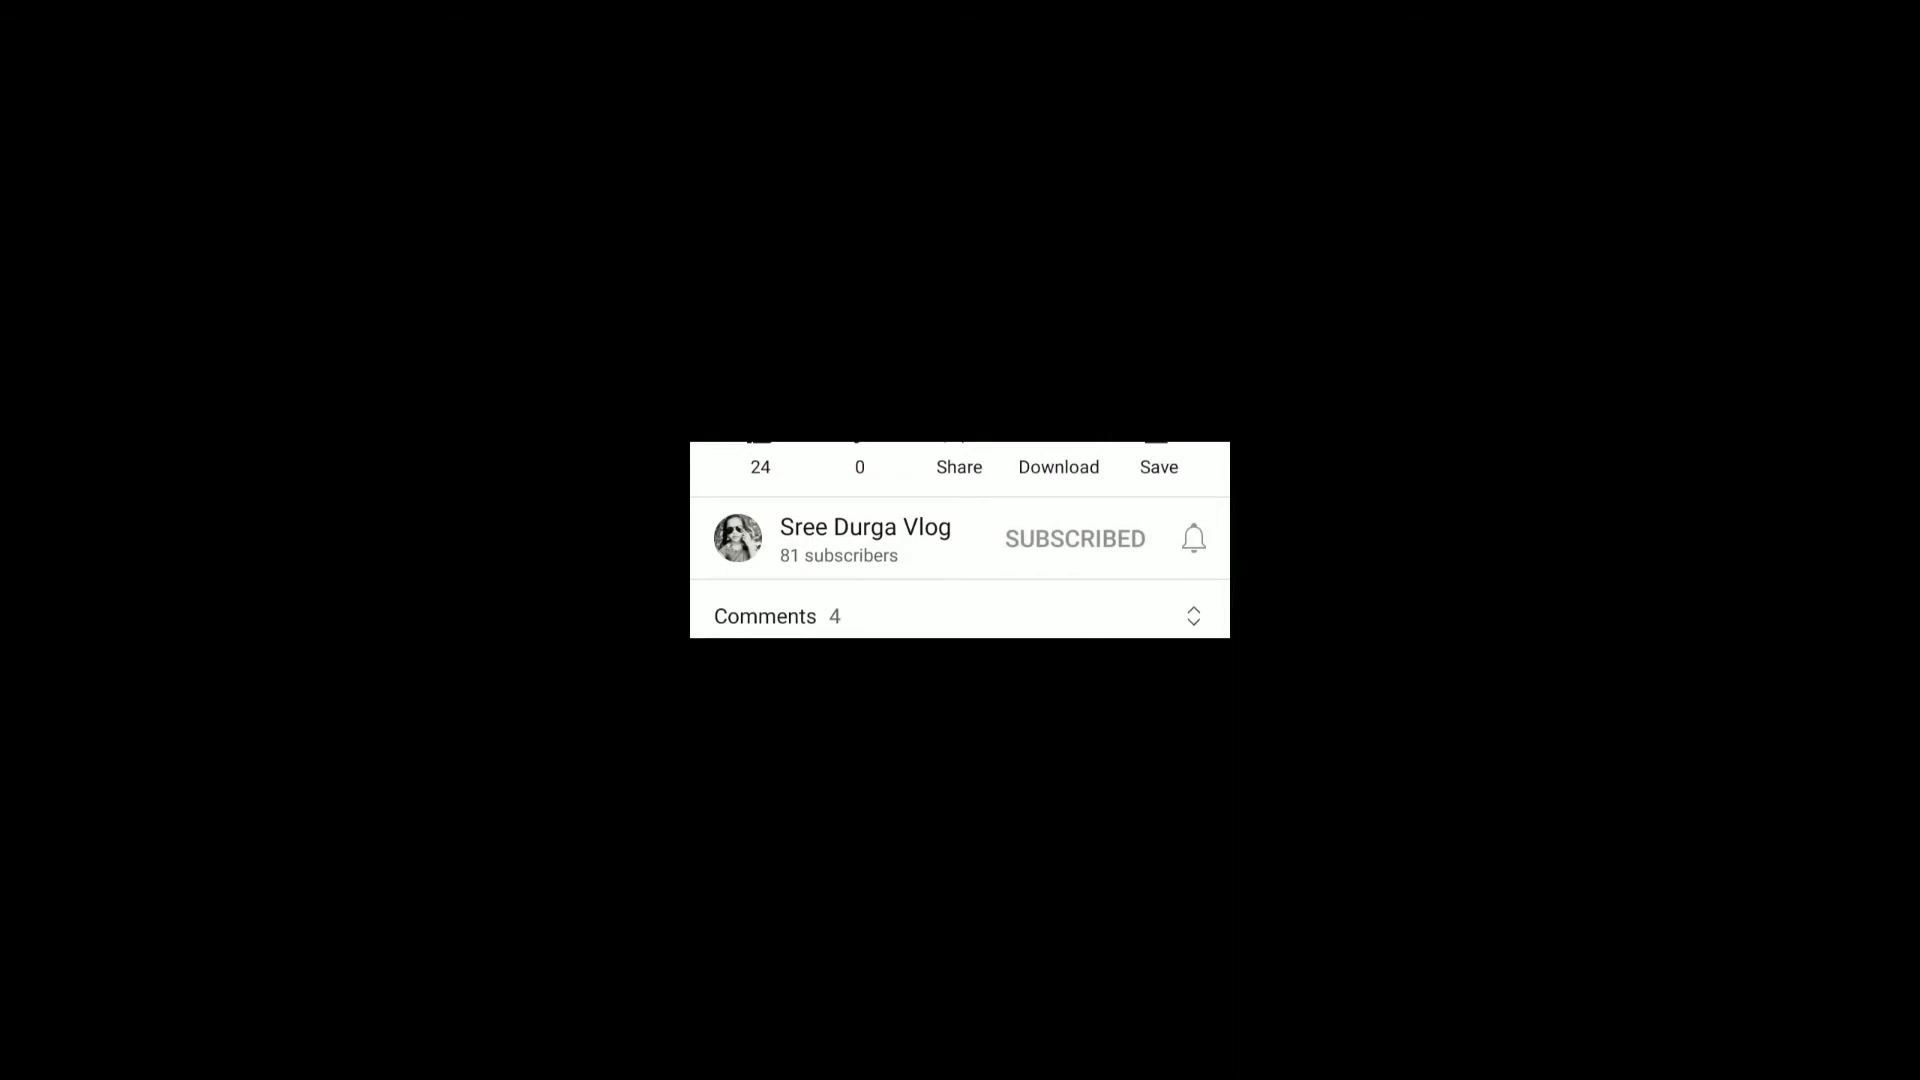 24 0 Share Download Save
Sree Durga Vlog
81 subscribers
SUBSCRIBED
Comments 4